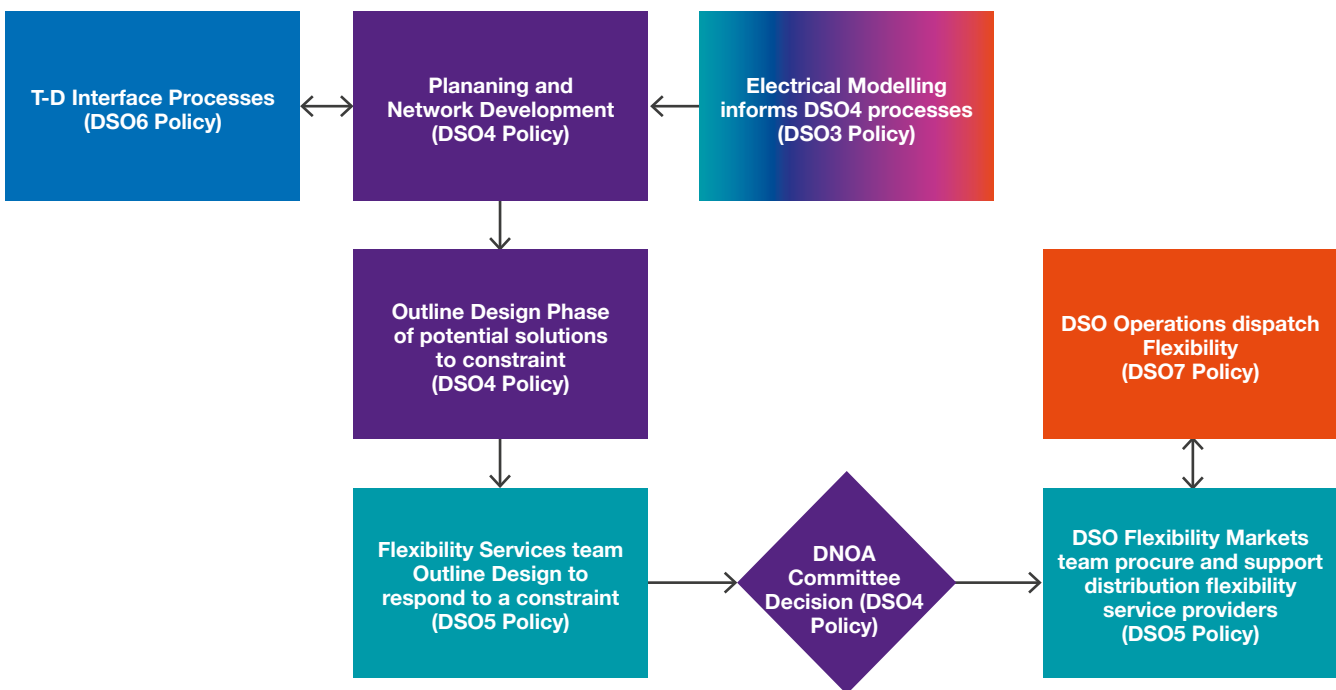 T-D Interface Processes
(DSO6 Policy)
Plananing and
Network Development
(DSO4 Policy)
Electrical Modelling
informs DSO4 processes
(DSO3 Policy)
Outline Design Phase
of potential solutions
to constraint
(DSO4 Policy)
DSO Operations dispatch
Flexibility
(DSO7 Policy)
Flexibility Services team
Outline Design to
respond to a constraint
(DSO5 Policy)
DNOA
Committee
Decision (DSO4
Policy)
DSO Flexibility Markets
team procure and support
distribution flexibility
service providers
(DSO5 Policy)